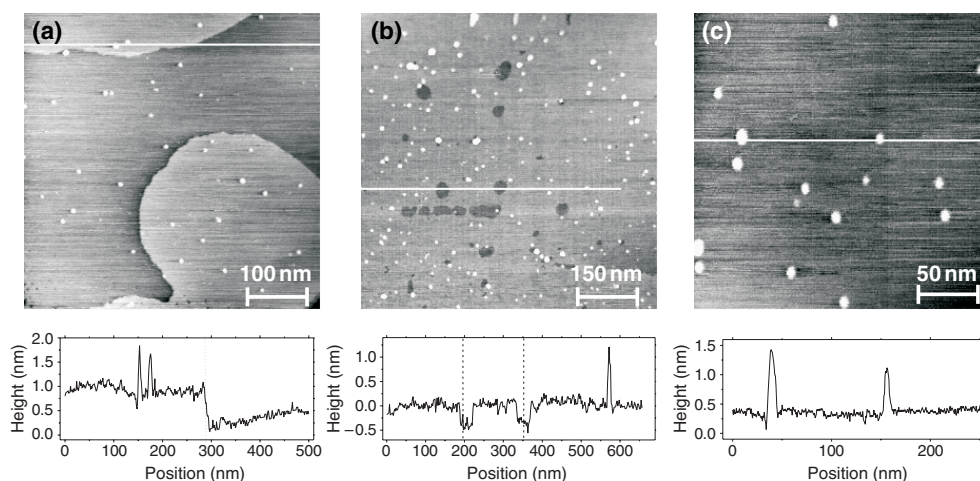 (a)
100 nm
(b)
150 nm
(c)
50 nm
2.0
1.5
1.0
0.5
0.0
Height (nm)
0 100 200 300 400 500
Position (nm)
1.0
0.5
0.0
−0.5
Height (nm)
0 100 200 300 400 500 600
Position (nm)
1.5
1.0
0.5
0.0
Height (nm)
0 50 100 150 200
Position (nm)